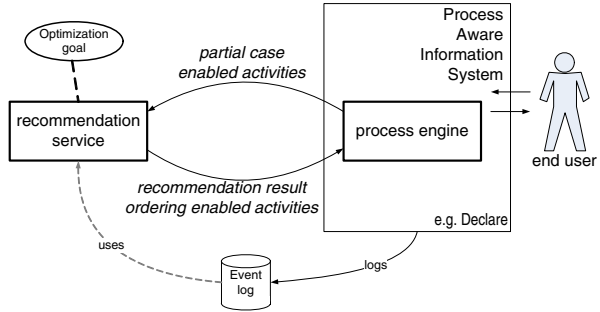 Optimization
goal
partial case
enabled activities
Process
Aware
Information
System
recommendation
service
process engine
end user
recommendation result
ordering enabled activities
e.g. Declare
uses
logs
Event
log